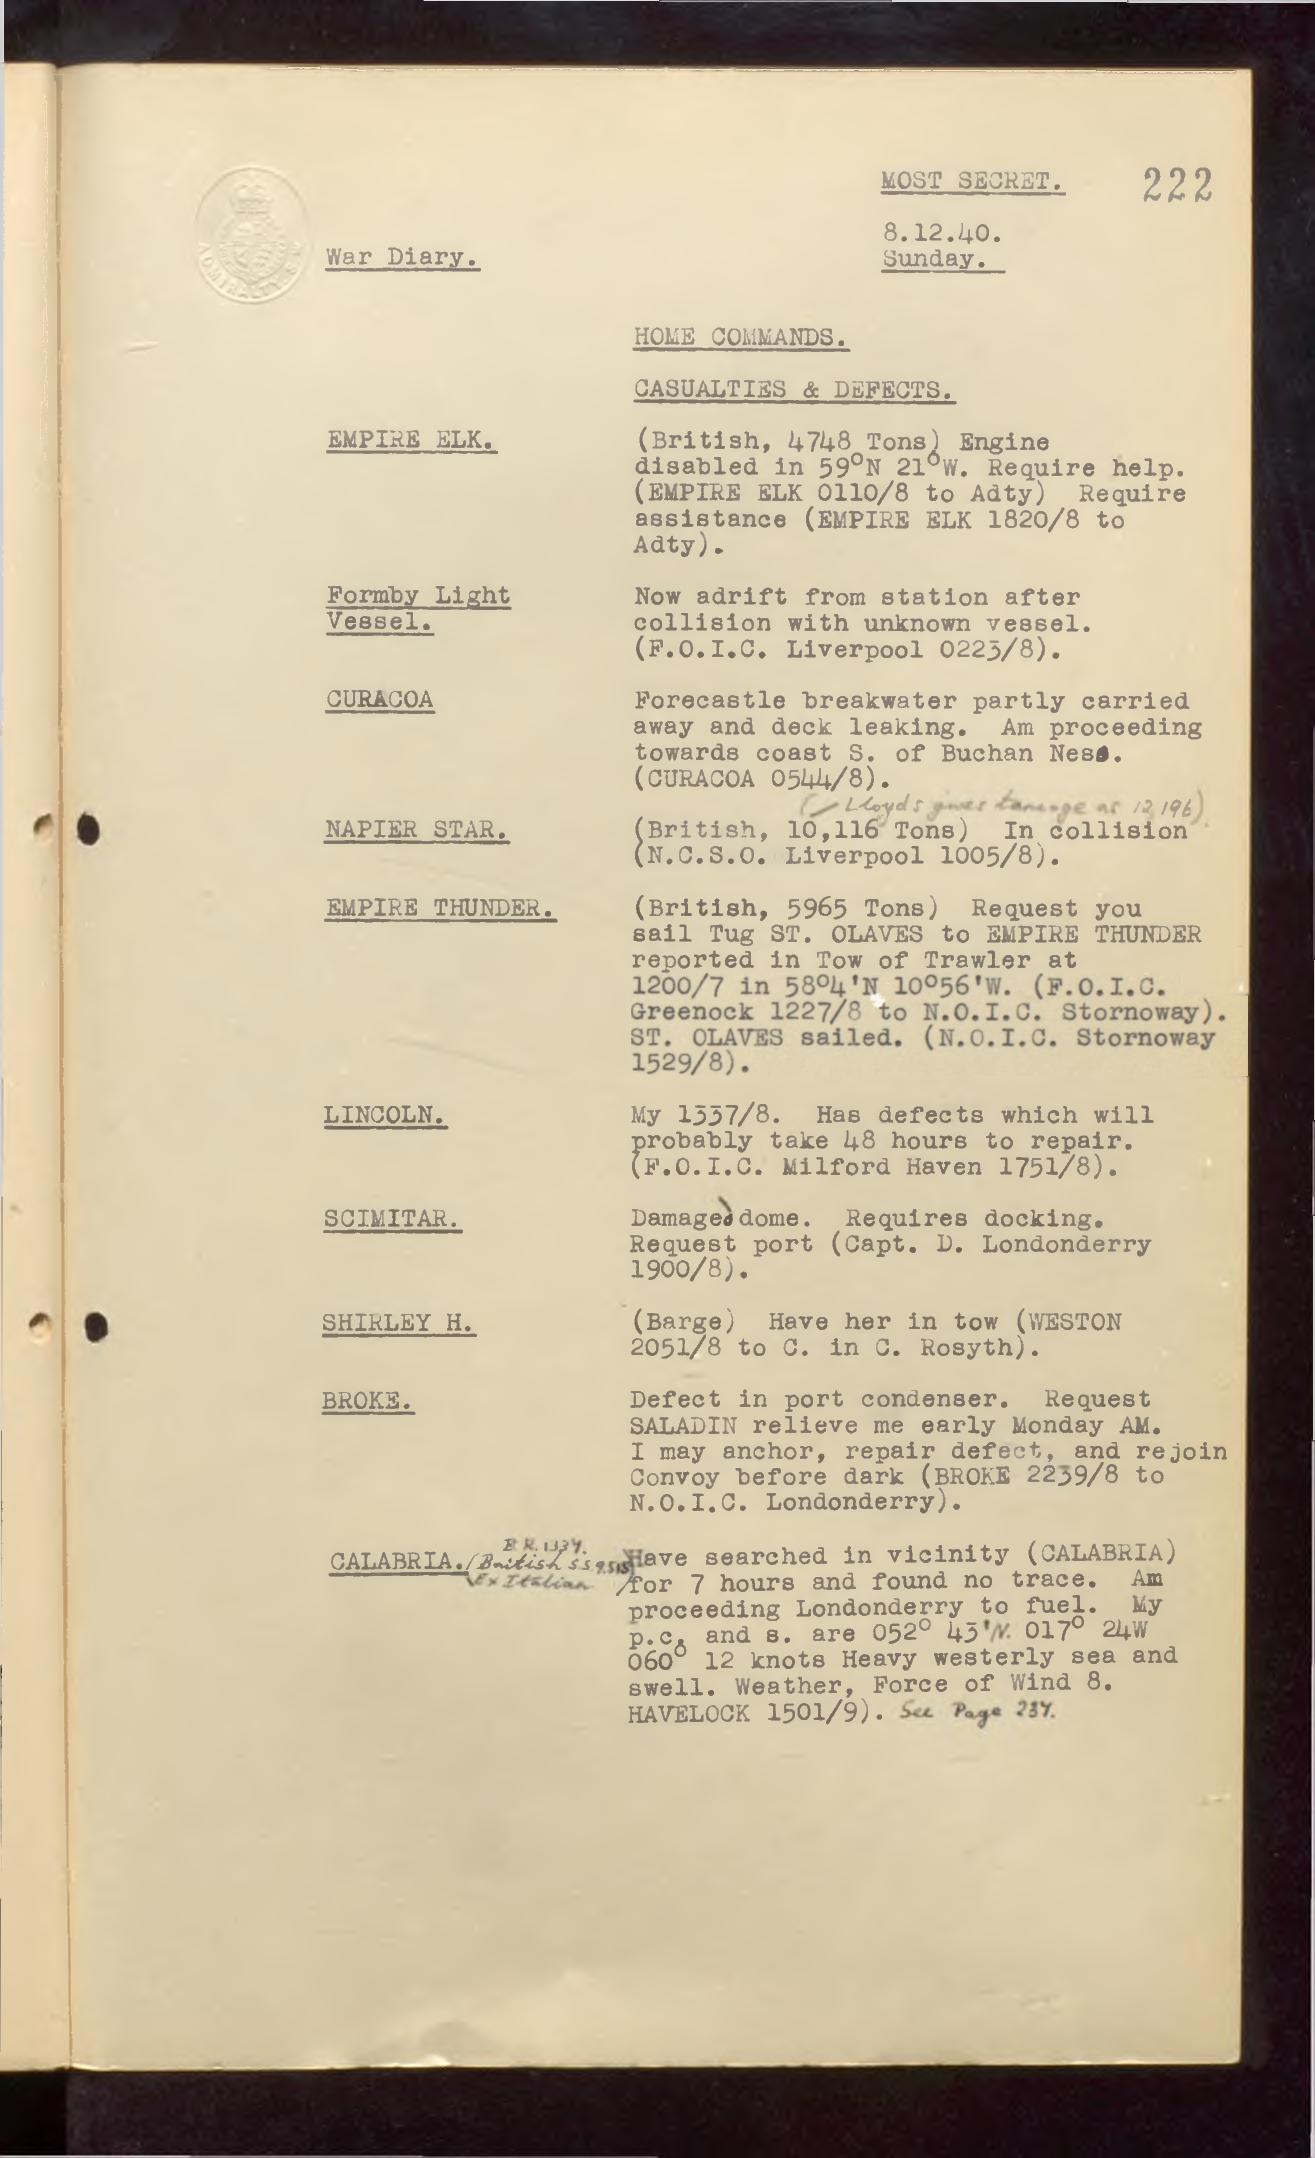 MOST SECRET. 222
8.12.40.
War Diary. Sunday.
HOME COMMANDS.
CASUALTIES & DEFECTS.
EMPIRE ELK. (British, 4748 Tons) Engine
disabled in 59°N 21°W. Require help.
(EMPIRE ELK 0110/8 to Adty) Require
assistance (EMPIRE ELK 1820/8 to
Adty).
Formby Light Now adrift from station after
Vessel. collision with unknown vessel.
(F.O.I.C. Liverpool 0223/8).
CURACOA Forecastle breakwater partly carried
away and deck leaking. Am proceeding
towards coast S. of Buchan Ness.
(CURACOA 0544/8).
(Lloyds gives tonnage as 12,196)
NAPIER STAR. (British, 10,116 Tons) In collision
(N.C.S.O. Liverpool 1005/8).
EMPIRE THUNDER. (British, 5965 Tons) Request you
sail Tug ST. OLAVES to EMPIRE THUNDER
reported in Tow of Trawler at
1200/7 in 58°4'N 10°56'W. (F.O.I.C.
Greenock 1227/8 to N.O.I.C. Stornoway).
ST. OLAVES sailed. (N.O.I.C. Stornoway
1529/8).
LINCOLN. My 1337/8. Has defects which will
probably take 48 hours to repair.
(F.O.I.C. Milford Haven 1751/8).
SCIMITAR. Damaged dome. Requires docking.
Request port (Capt. D. Londonderry
1900/8).
SHIRLEY H. (Barge) Have her in tow (WESTON
2051/8 to C. in C. Rosyth).
BROKE. Defect in port condenser. Request
SALADIN relieve me early Monday AM.
I may anchor, repair defect, and rejoin
Convoy before dark (BROKE 2239/8 to
N.O.I.C. Londonderry).
B.R. 1337.
CALABRIA. (British S.S. 9,515) Have searched in vicinity (CALABRIA)
Ex Italian for 7 hours and found no trace. Am
proceeding Londonderry to fuel. My
p.c. and s. are 052° 43'N. 017° 24W
060° 12 knots Heavy westerly sea and
swell. Weather, Force of Wind 8.
HAVELOCK 1501/9). See Page 237.